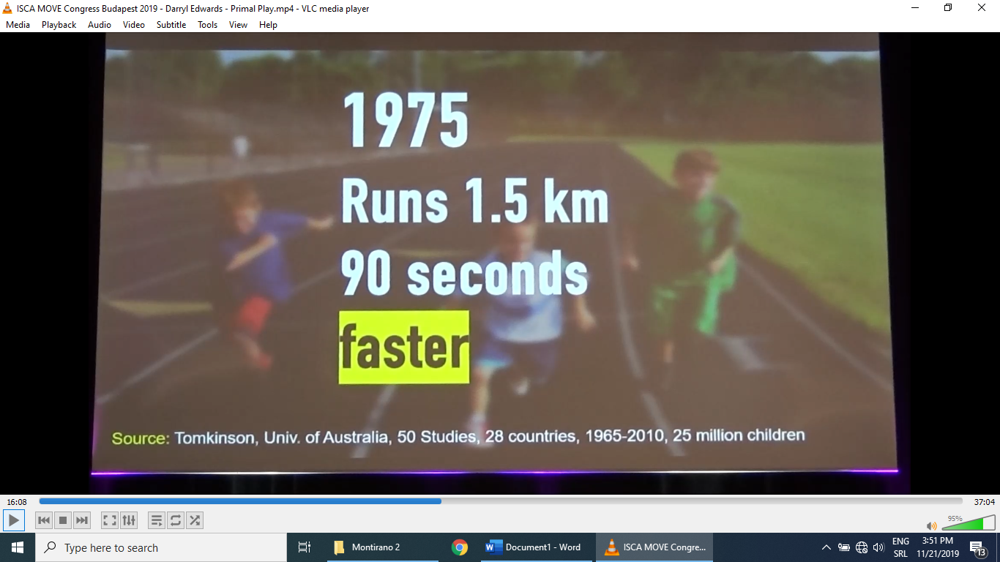 ISCA MOVE Congress Budapest 2019 - Darryl Edwards - Primal Play.mp4 - VLC media player
Media Playback Audio Video Subtitle Tools View Help
1975
Runs 1.5 km
90 seconds
faster
Source: Tomkinson, Univ. of Australia, 50 Studies, 28 countries, 1965-2010, 25 million children
16:08 37:04
95%
Type here to search
Montirano 2
Document1 - Word
ISCA MOVE Congre...
ENG 3:51 PM
SRL 11/21/2019
13